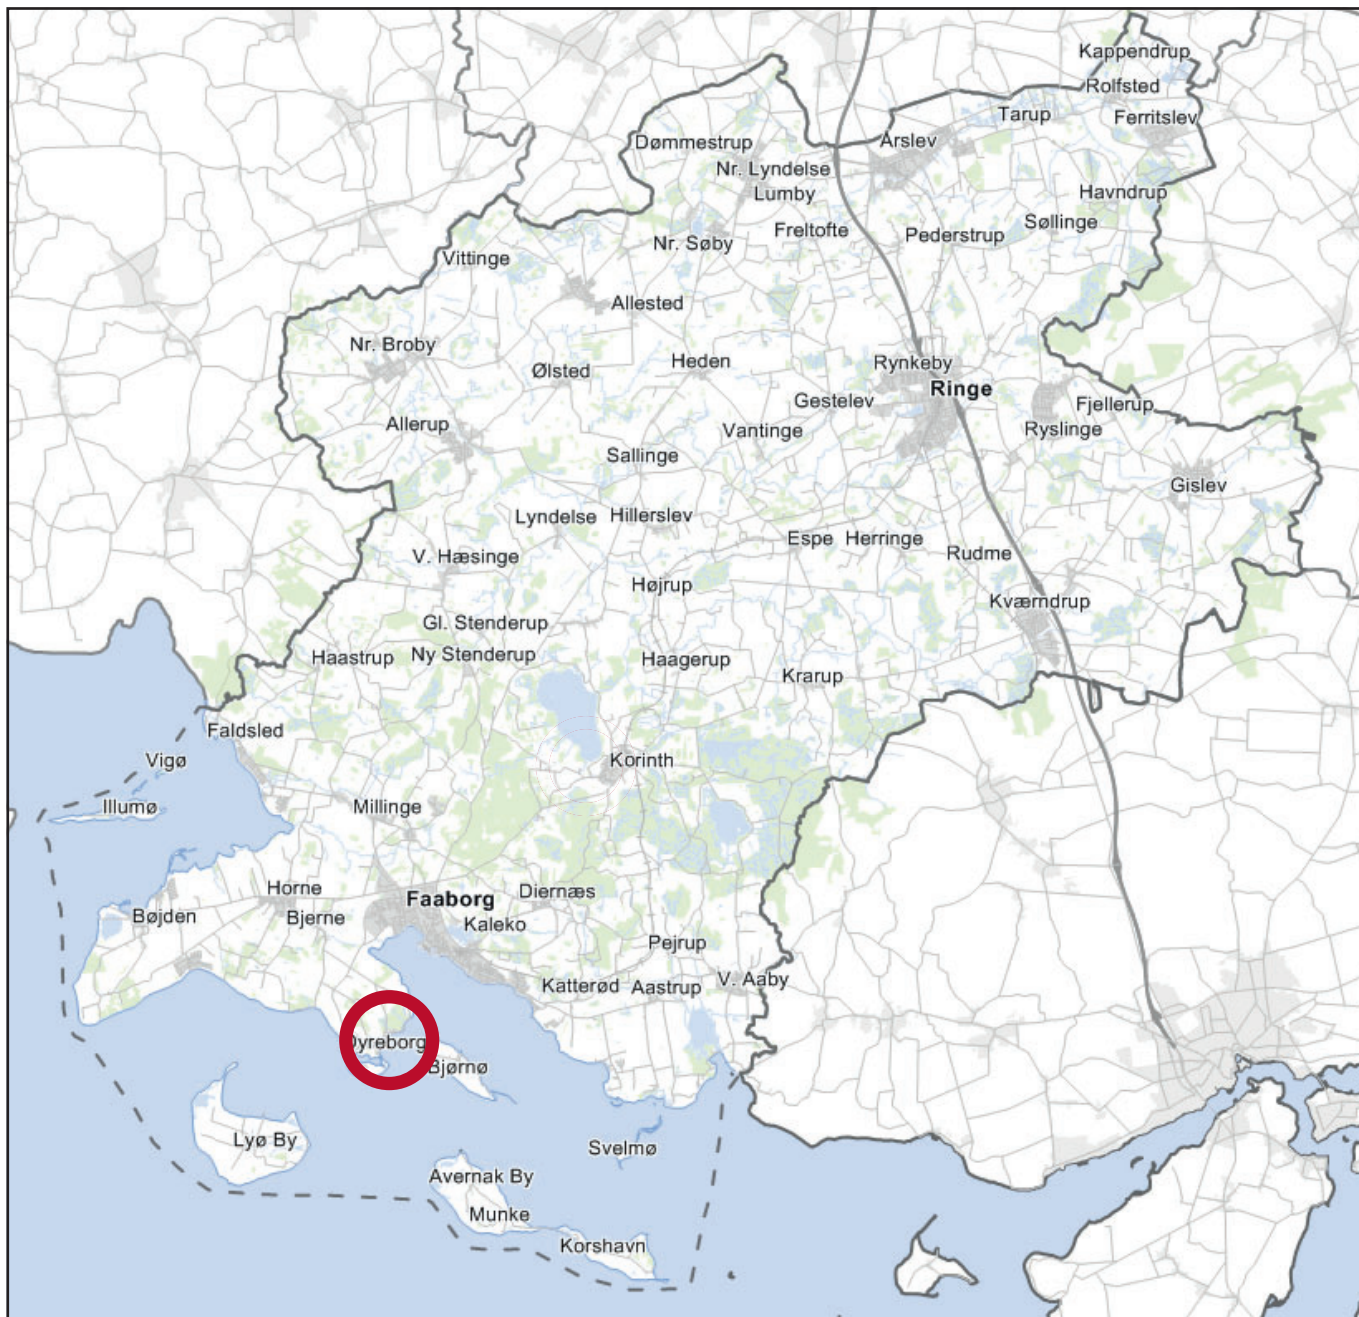 Kappendrup
Rolfsted
Tarup
Ferritslev
Dømmestrup
Årslev
Nr. Lyndelse
Lumby
Havndrup
Søllinge
Freltofte
Pederstrup
Nr. Søby
Vittinge
Allested
Nr. Broby
Heden
Rynkeby
Ølsted
Ringe
Gestelev
Fjellerup
Allerup
Vantinge
Ryslinge
Sallinge
Gislev
Lyndelse
Hillerslev
Espe
Herringe
Rudme
V. Hæsinge
Højrup
Kværndrup
Gl. Stenderup
Haastrup
Ny Stenderup
Haagerup
Krarup
Faldsled
Vigø
Korinth
Illumø
Millinge
Horne
Diernæs
Faaborg
Bøjden
Bjerne
Kaleko
Pejrup
Katterød
Aastrup
V. Aaby
Dyreborg
Bjørnø
Lyø By
Svelmø
Avernak By
Munke
Korshavn